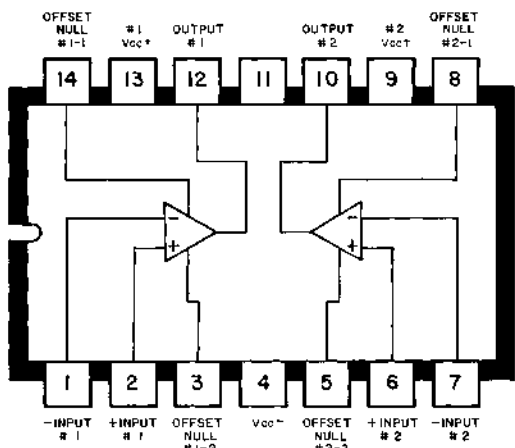 OFFSET
NULL
#1-1
#1
Vcc+
OUTPUT
#1
OUTPUT
#2
#2
Vcc+
OFFSET
NULL
#2-1
14 13 12 11 10 9 8
- -
+ +
1 2 3 4 5 6 7
-INPUT
#1
+INPUT
#1
OFFSET
NULL
Vcc-
OFFSET
NULL
+INPUT
#2
-INPUT
#2